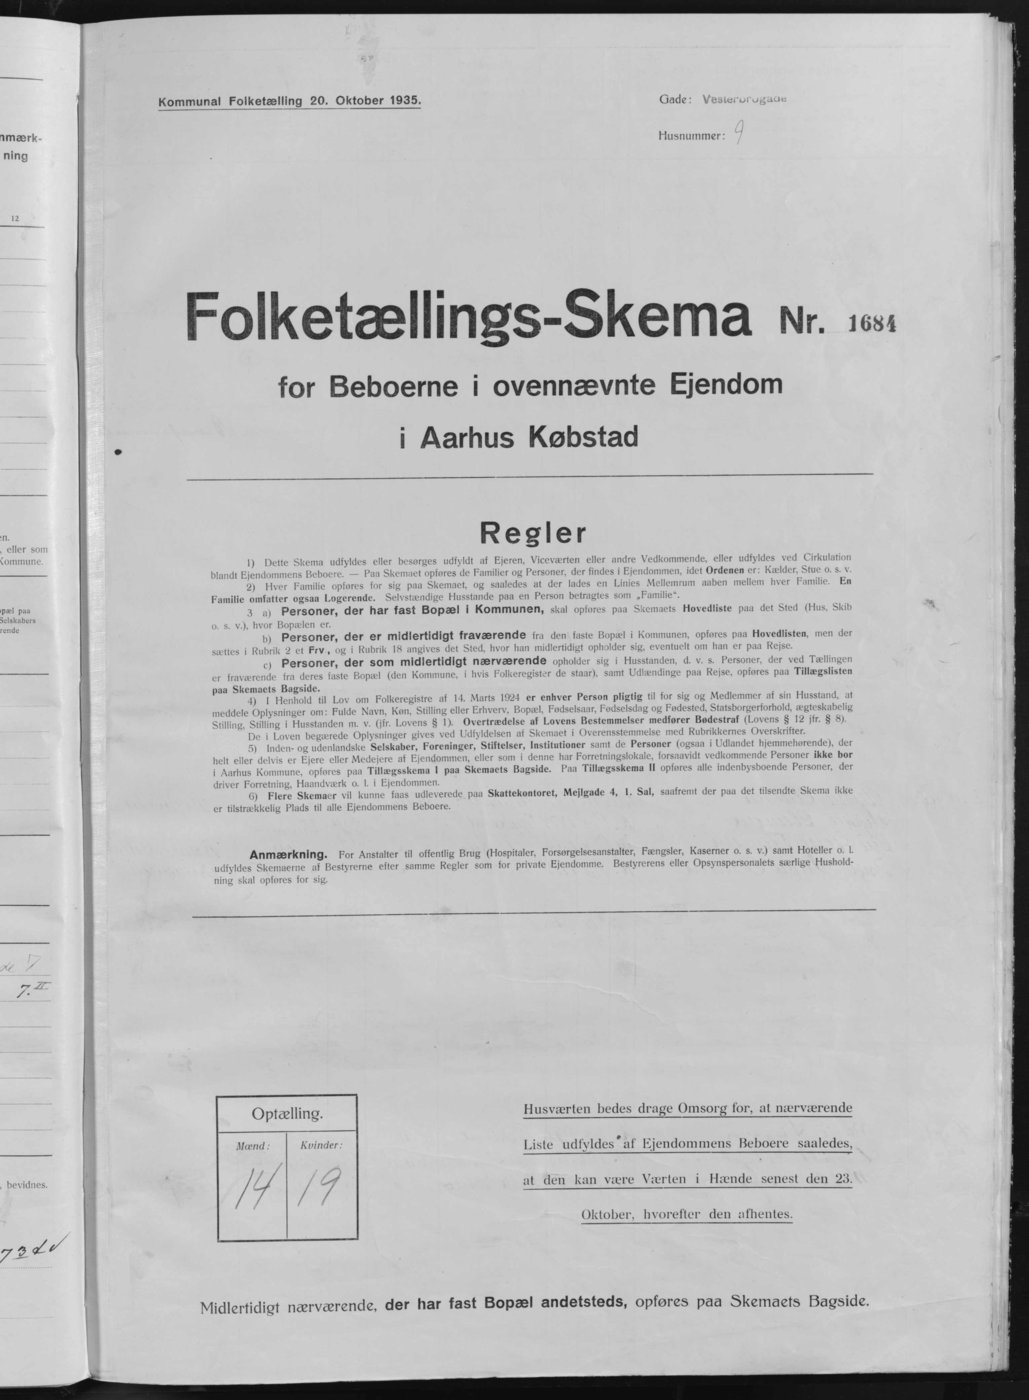 nmærk-
ning
12
en.
, eller som
Kommune.
opæl paa
Selskabers
rende
7
7.II
, bevidnes.
Kommunal Folketælling 20. Oktober 1935.
Gade: Vesterbrogade
Husnummer: 9
Folketællings-Skema Nr. 1684
for Beboerne i ovennævnte Ejendom
i Aarhus Købstad
Regler
1) Dette Skema udfyldes eller besørges udfyldt af Ejeren, Viceværten eller andre Vedkommende, eller udfyldes ved Cirkulation
blandt Ejendommens Beboere. — Paa Skemaet opføres de Familier og Personer, der findes i Ejendommen, idet Ordenen er: Kælder, Stue o. s. v.
2) Hver Familie opføres for sig paa Skemaet, og saaledes at der lades en Linies Mellemrum aaben mellem hver Familie. En
Familie omfatter ogsaa Logerende. Selvstændige Husstande paa en Person betragtes som „Familie“.
3 a) Personer, der har fast Bopæl i Kommunen, skal opføres paa Skemaets Hovedliste paa det Sted (Hus, Skib
o. s. v.), hvor Bopælen er.
b) Personer, der er midlertidigt fraværende fra den faste Bopæl i Kommunen, opføres paa Hovedlisten, men der
sættes i Rubrik 2 et Frv., og i Rubrik 18 angives det Sted, hvor han midlertidigt opholder sig, eventuelt om han er paa Rejse.
c) Personer, der som midlertidigt nærværende opholder sig i Husstanden, d. v. s. Personer, der ved Tællingen
er fraværende fra deres faste Bopæl (den Kommune, i hvis Folkeregister de staar), samt Udlændinge paa Rejse, opføres paa Tillægslisten
paa Skemaets Bagside.
4) I Henhold til Lov om Folkeregistre af 14. Marts 1924 er enhver Person pligtig til for sig og Medlemmer af sin Husstand, at
meddele Oplysninger om: Fulde Navn, Køn, Stilling eller Erhverv, Bopæl, Fødselsaar, Fødselsdag og Fødested, Statsborgerforhold, ægteskabelig
Stilling, Stilling i Husstanden m. v. (jfr. Lovens § 1). Overtrædelse af Lovens Bestemmelser medfører Bødestraf (Lovens § 12 jfr. § 8).
De i Loven begærede Oplysninger gives ved Udfyldelsen af Skemaet i Overensstemmelse med Rubrikkernes Overskrifter.
5) Inden- og udenlandske Selskaber, Foreninger, Stiftelser, Institutioner samt de Personer (ogsaa i Udlandet hjemmehørende), der
helt eller delvis er Ejere eller Medejere af Ejendommen, eller som i denne har Forretningslokale, forsaavidt vedkommende Personer ikke bor
i Aarhus Kommune, opføres paa Tillægsskema I paa Skemaets Bagside. Paa Tillægsskema II opføres alle indenbysboende Personer, der
driver Forretning, Haandværk o. l. i Ejendommen.
6) Flere Skemaer vil kunne faas udleverede paa Skattekontoret, Mejlgade 4, 1. Sal, saafremt der paa det tilsendte Skema ikke
er tilstrækkelig Plads til alle Ejendommens Beboere.
Anmærkning. For Anstalter til offentlig Brug (Hospitaler, Forsørgelsesanstalter, Fængsler, Kaserner o. s. v.) samt Hoteller o. l.
udfyldes Skemaerne af Bestyrerne efter samme Regler som for private Ejendomme. Bestyrerens eller Opsynspersonalets særlige Hushold-
ning skal opføres for sig.
Optælling.
Mænd: Kvinder:
14 19
Husværten bedes drage Omsorg for, at nærværende
Liste udfyldes af Ejendommens Beboere saaledes,
at den kan være Værten i Hænde senest den 23.
Oktober, hvorefter den afhentes.
Midlertidigt nærværende, der har fast Bopæl andetsteds, opføres paa Skemaets Bagside.